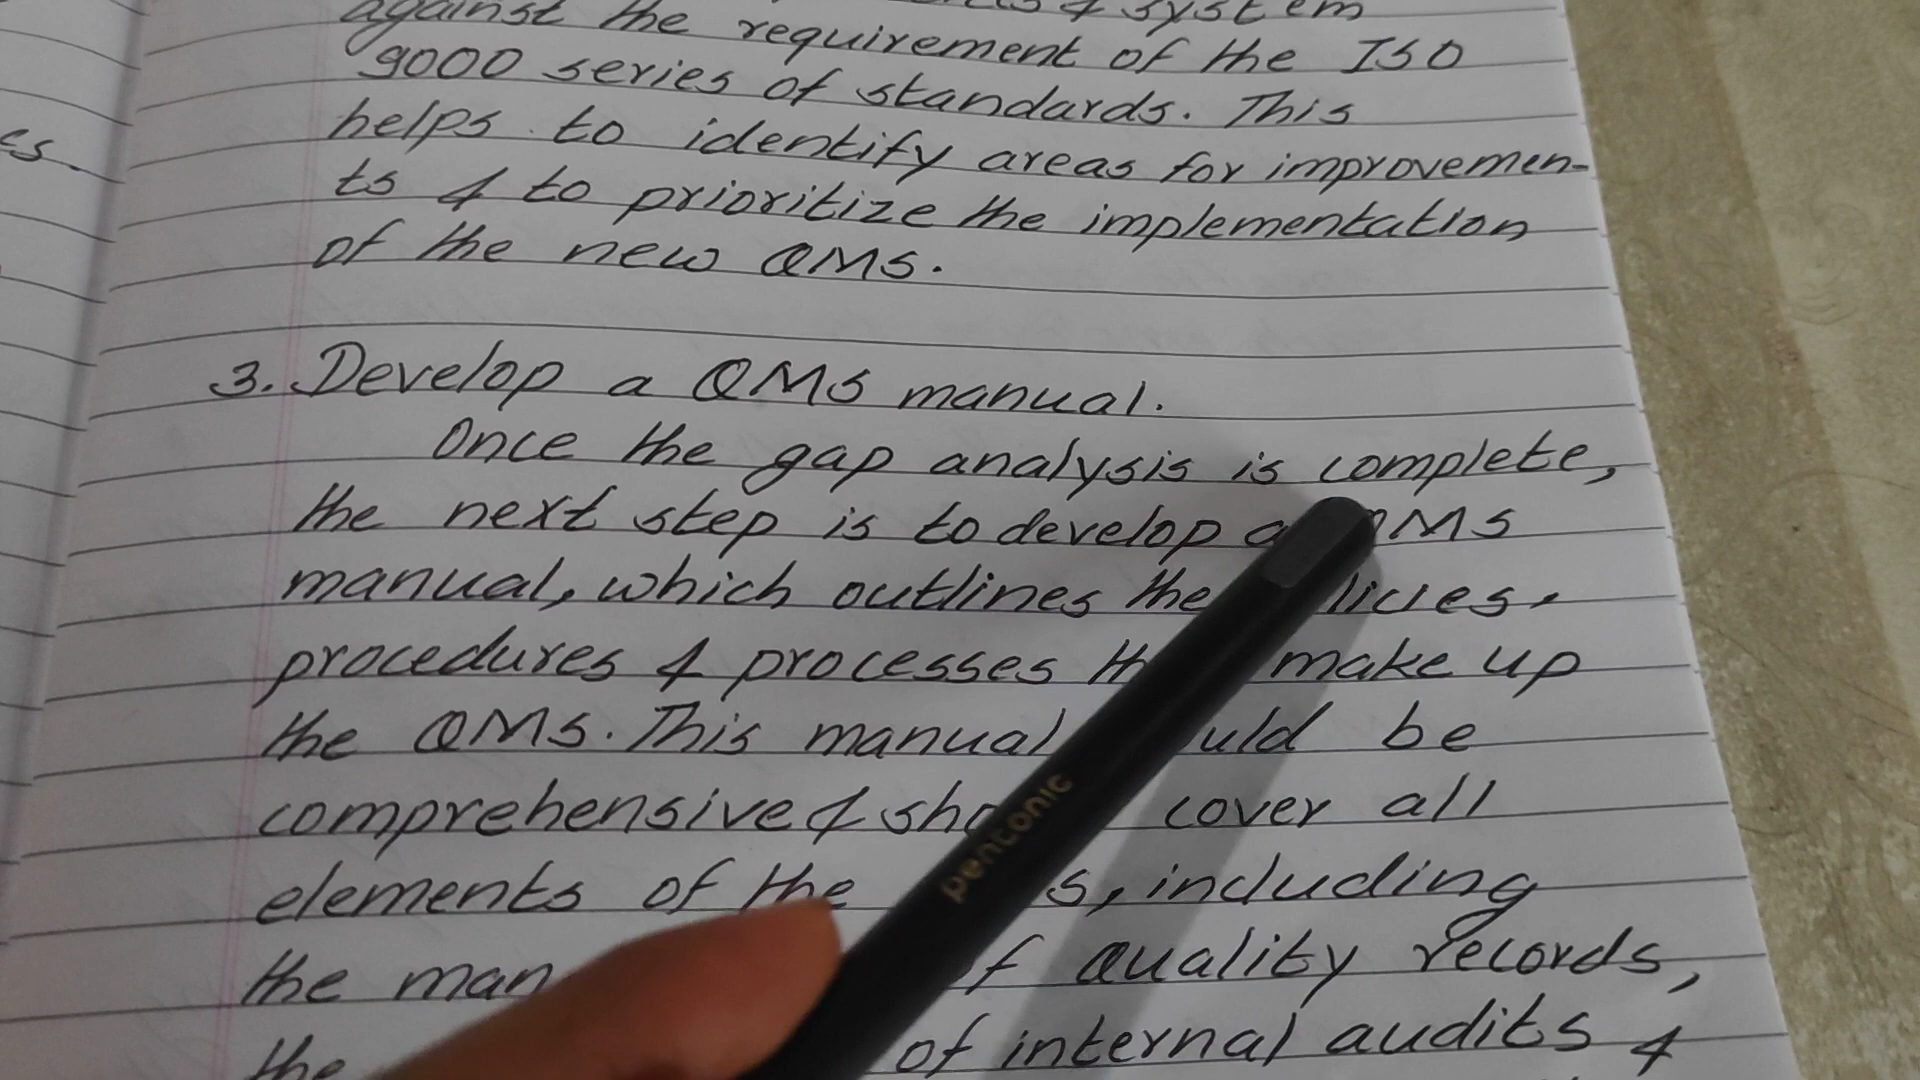 against the requirement of the ISO
9000 series of standards. This
helps to identify areas for improvemen-
ts & to prioritize the implementation
of the new QMS.
3. Develop a QMS manual.
Once the gap analysis is complete,
the next step is to develop a QMS
manual, which outlines the
procedures & processes make up
the QMS. This manual be
comprehensive & cover all
elements of the including
the of quality records,
the of internal audits &
pentonic